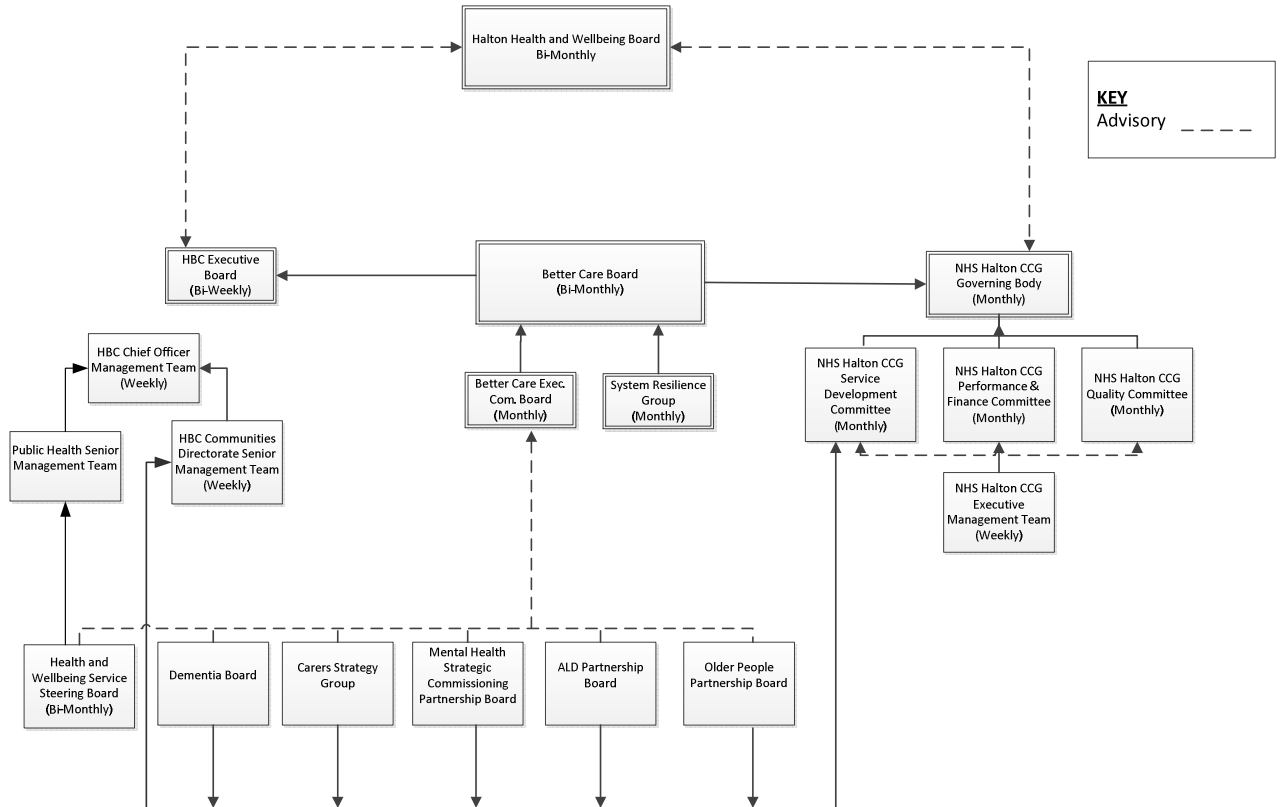 Halton Health and Wellbeing Board
Bi-Monthly
KEY
Advisory
HBC Executive
Board
(Bi-Weekly)
Better Care Board
(Bi-Monthly)
NHS Halton CCG
Governing Body
(Monthly)
HBC Chief Officer
Management Team
(Weekly)
Better Care Exec.
Com. Board
(Monthly)
System Resilience
Group
(Monthly)
NHS Halton CCG
Service
Development
Committee
(Monthly)
NHS Halton CCG
Performance &
Finance Committee
(Monthly)
NHS Halton CCG
Quality Committee
(Monthly)
Public Health Senior
Management Team
HBC Communities
Directorate Senior
Management Team
(Weekly)
NHS Halton CCG
Executive
Management Team
(Weekly)
Health and
Wellbeing Service
Steering Board
(Bi-Monthly)
Dementia Board
Carers Strategy
Group
Mental Health
Strategic
Commissioning
Partnership Board
ALD Partnership
Board
Older People
Partnership Board